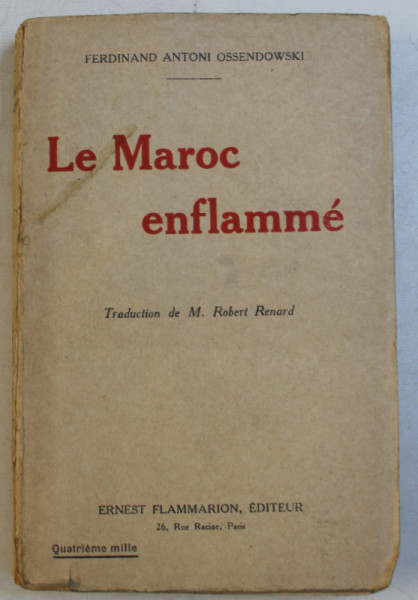 FERDINAND ANTONI OSSENDOWSKI
Le Maroc
enflammé
Traduction de M. Robert Renard
ERNEST FLAMMARION, ÉDITEUR
26, Rue Racine, Paris
Quatrième mille